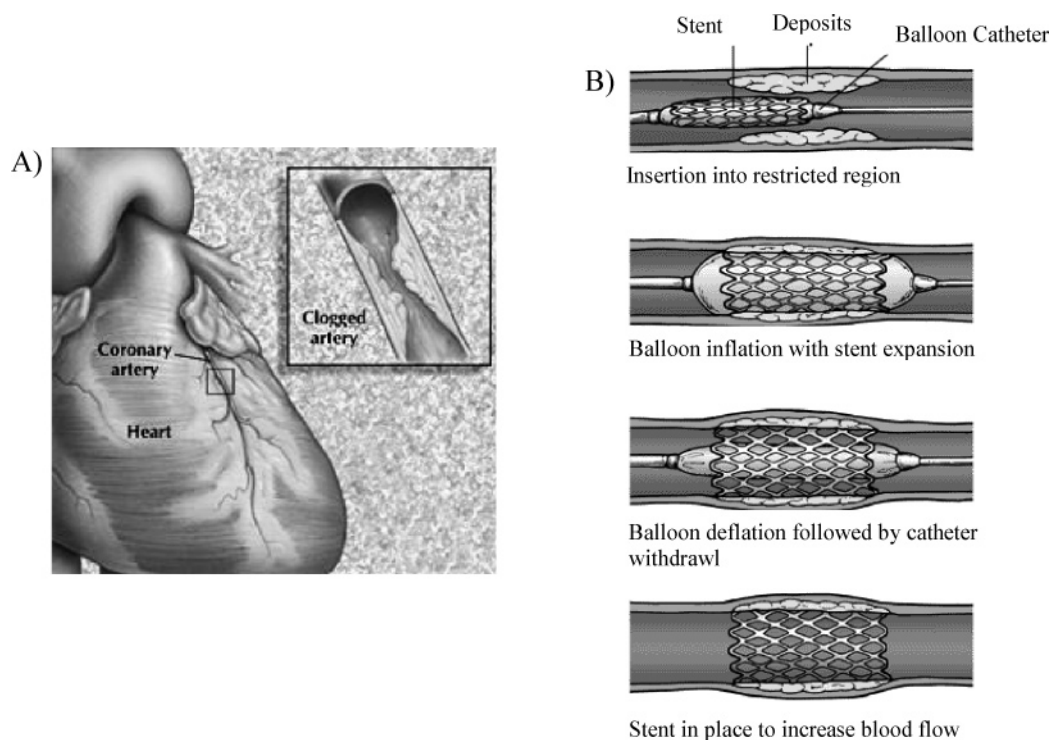 A)
Coronary
artery
Heart
Clogged
artery
B)
Stent
Deposits
Balloon Catheter
Insertion into restricted region
Balloon inflation with stent expansion
Balloon deflation followed by catheter
withdrawl
Stent in place to increase blood flow